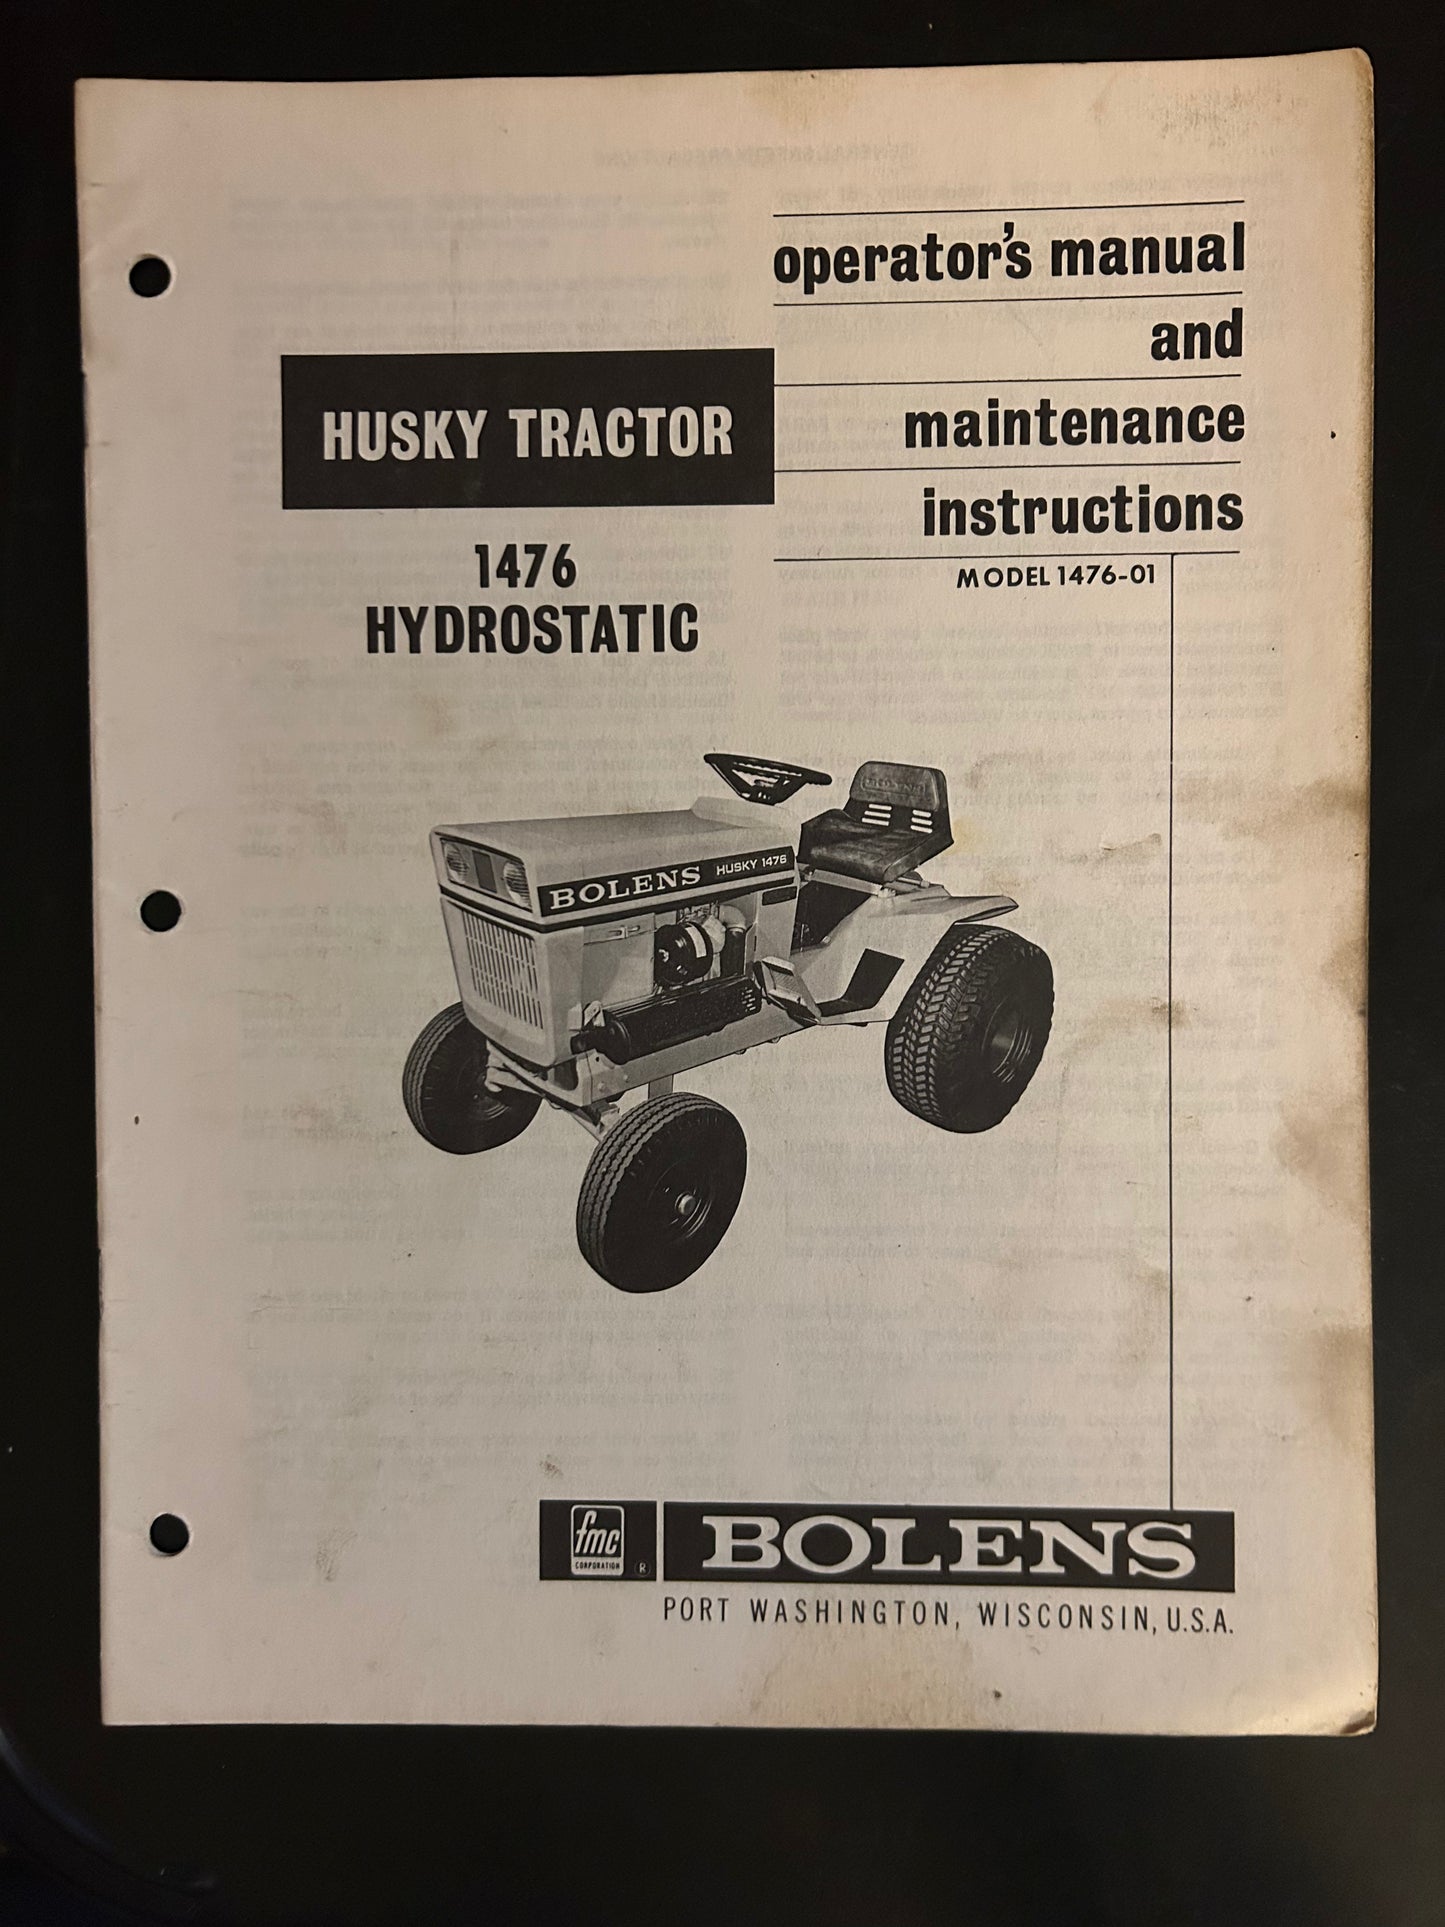 operator's manual
and
maintenance
instructions
MODEL 1476-01
HUSKY TRACTOR
1476
HYDROSTATIC
BOLENS HUSKY 1476
fmc
CORPORATION
®
BOLENS
PORT WASHINGTON, WISCONSIN, U.S.A.